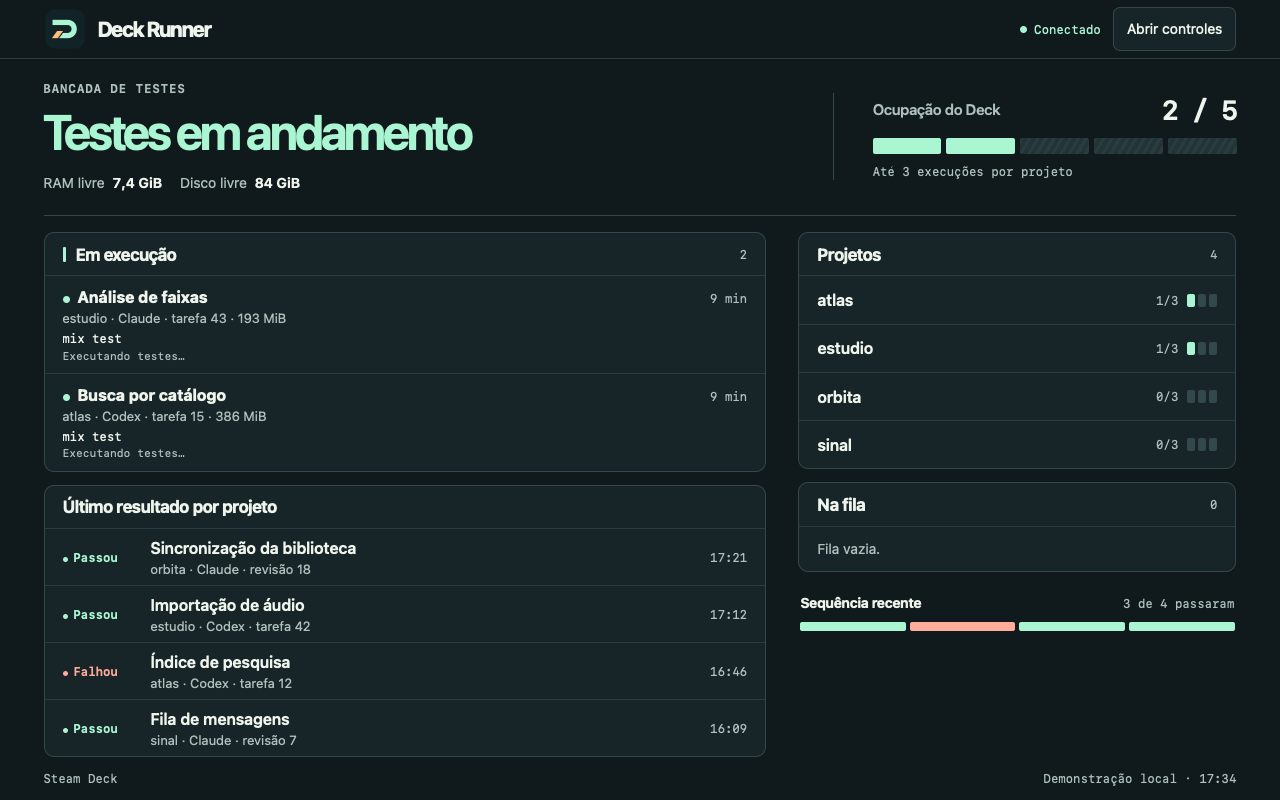 Deck Runner
Conectado
Abrir controles
BANCADA DE TESTES
Testes em andamento
RAM livre 7,4 GiB Disco livre 84 GiB
Ocupação do Deck 2 / 5
Até 3 execuções por projeto
Em execução 2
Análise de faixas 9 min
estudio · Claude · tarefa 43 · 193 MiB
mix test
Executando testes…
Busca por catálogo 9 min
atlas · Codex · tarefa 15 · 386 MiB
mix test
Executando testes…
Último resultado por projeto
Passou Sincronização da biblioteca 17:21
orbita · Claude · revisão 18
Passou Importação de áudio 17:12
estudio · Codex · tarefa 42
Falhou Índice de pesquisa 16:46
atlas · Codex · tarefa 12
Passou Fila de mensagens 16:09
sinal · Claude · revisão 7
Projetos 4
atlas 1/3
estudio 1/3
orbita 0/3
sinal 0/3
Na fila 0
Fila vazia.
Sequência recente 3 de 4 passaram
Steam Deck
Demonstração local · 17:34